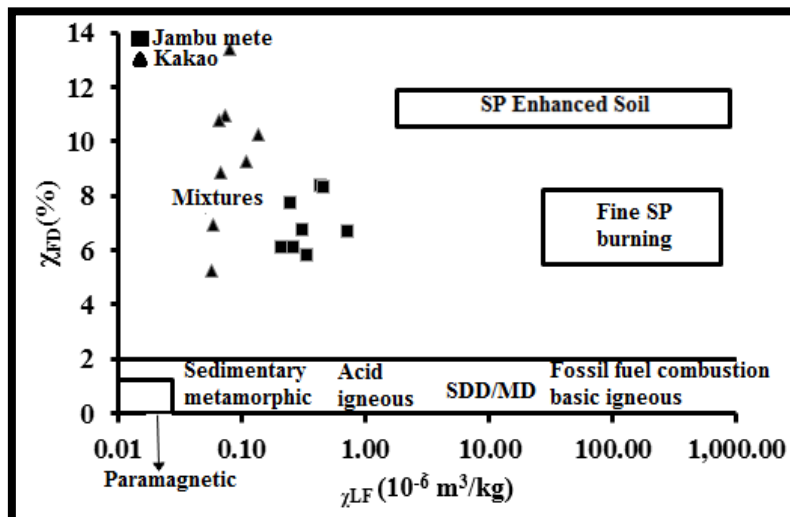 14
12
10
8
6
4
2
0
χFD(%)
Jambu mete
Kakao
SP Enhanced Soil
Mixtures
Fine SP
burning
Sedimentary
metamorphic
Acid
igneous
SDD/MD
Fossil fuel combustion
basic igneous
0.01
0.10
1.00
10.00
100.00
1,000.00
Paramagnetic
χLF (10⁻⁶ m³/kg)